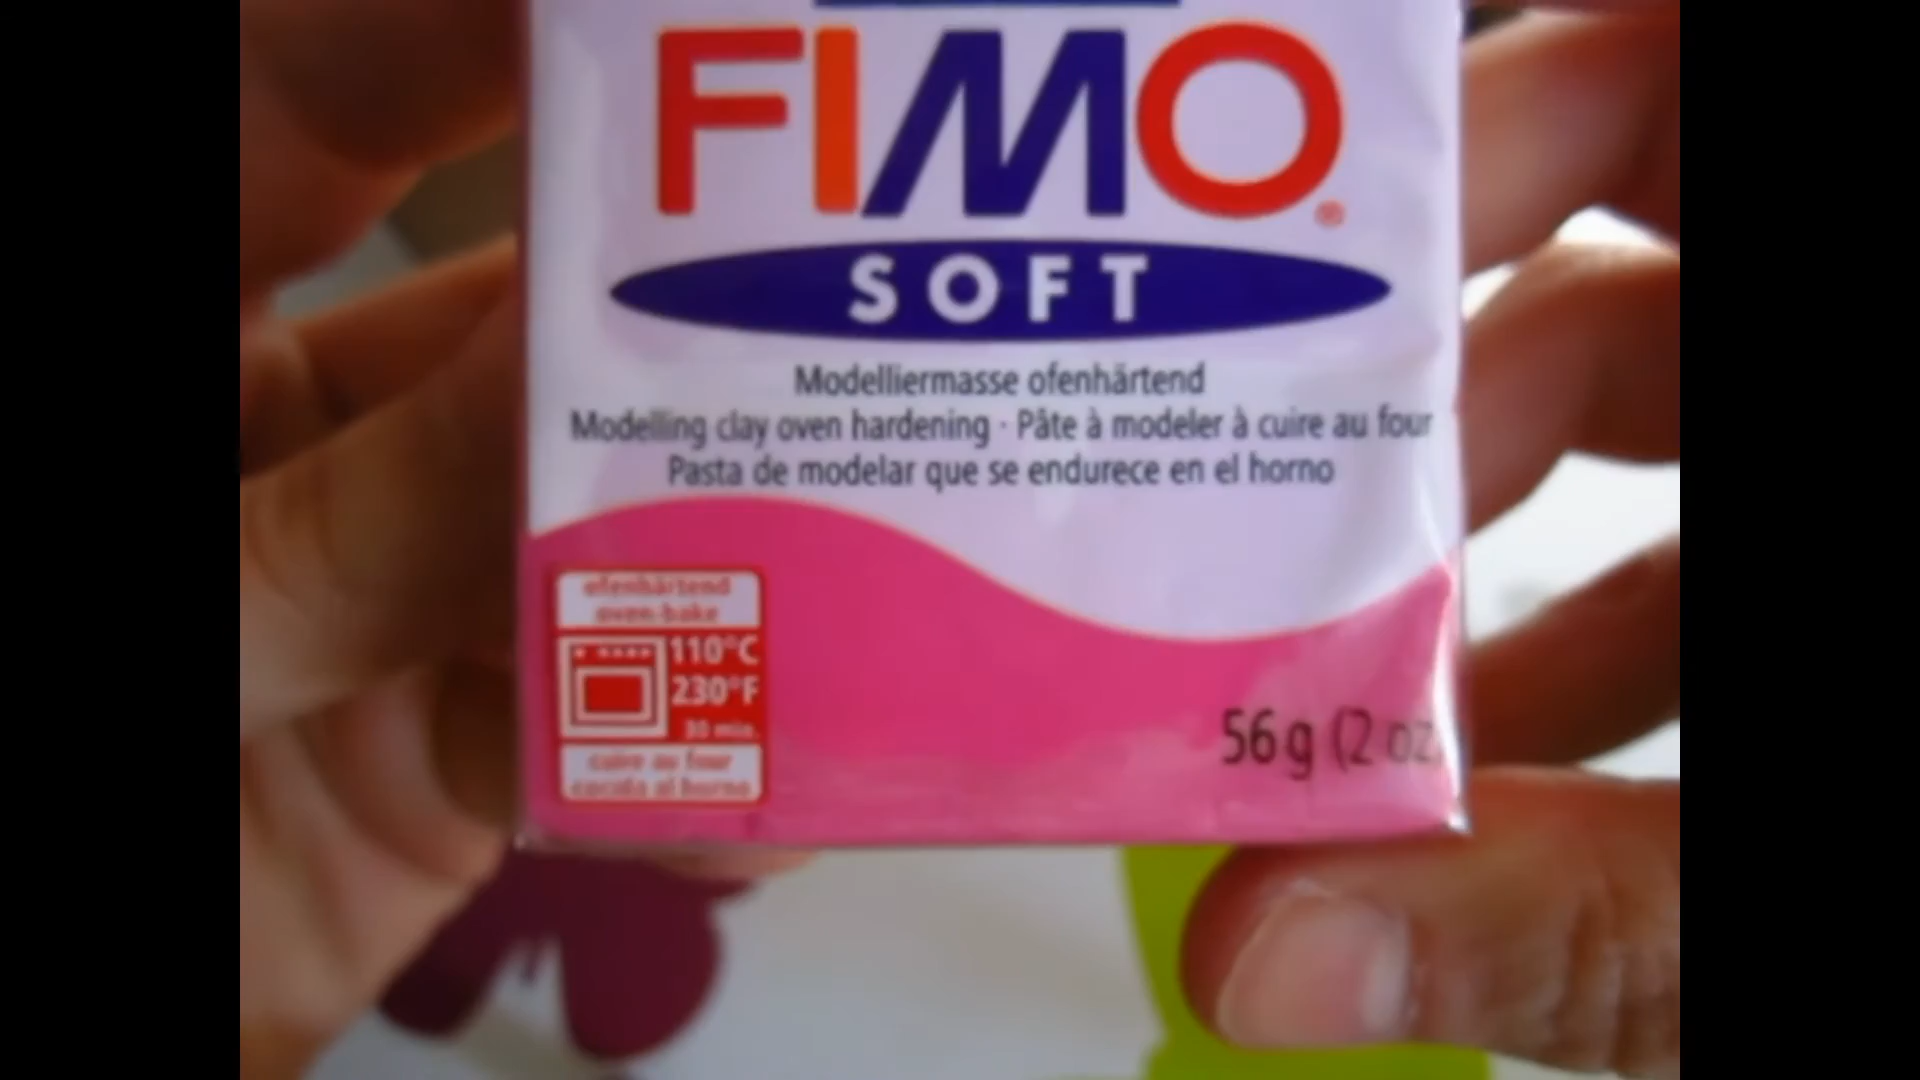 FIMO®
SOFT
Modelliermasse ofenhärtend
Modelling clay oven hardening · Pâte à modeler à cuire au four
Pasta de modelar que se endurece en el horno
ofenhärtend
oven-bake
110°C
230°F
30 min.
cuire au four
cocida al horno
56 g (2 oz)